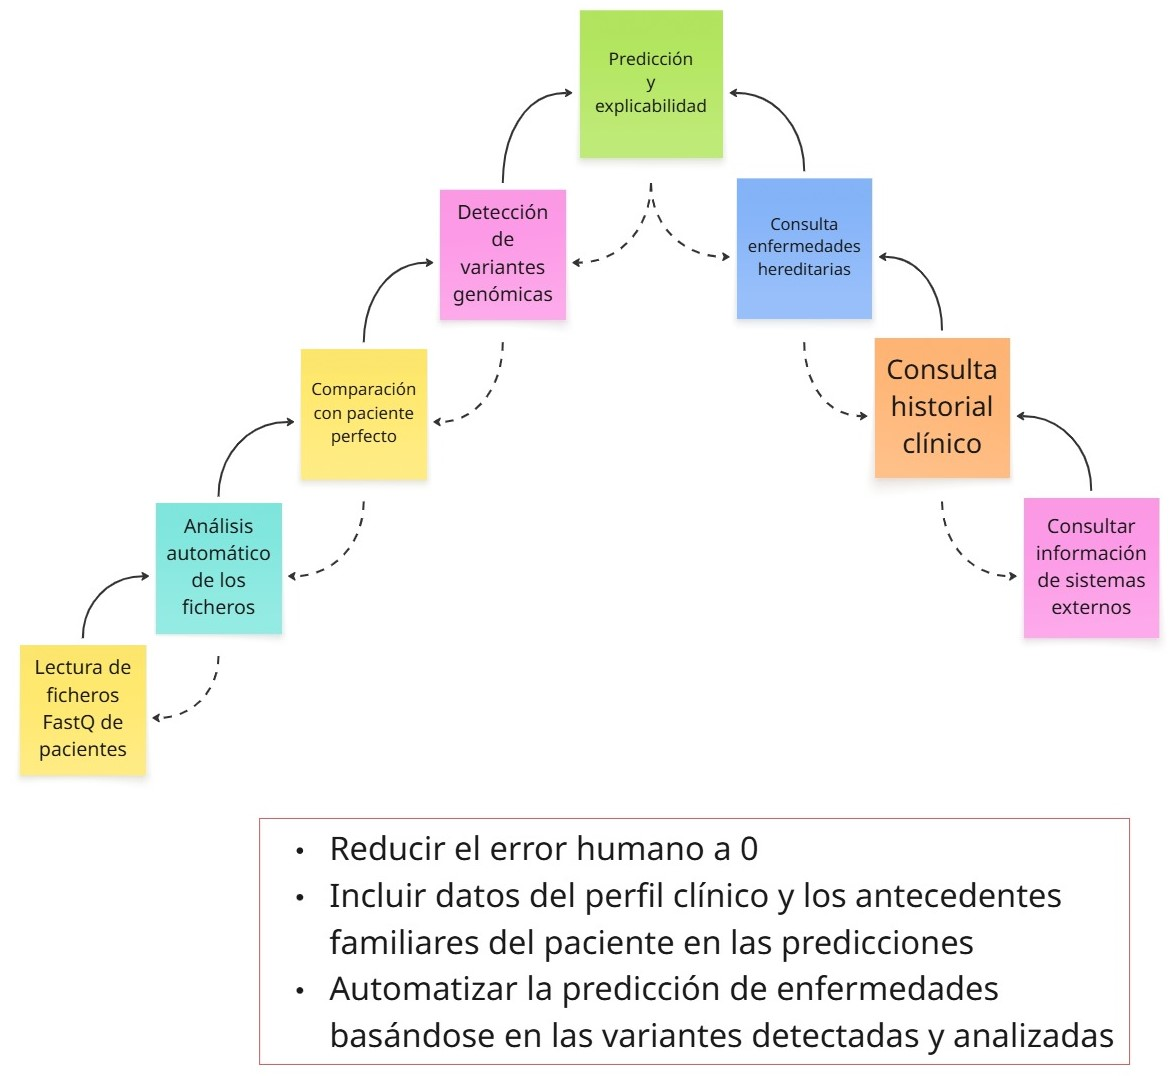 Predicción
y
explicabilidad
Detección
de
variantes
genómicas
Consulta
enfermedades
hereditarias
Comparación
con paciente
perfecto
Consulta
historial
clínico
Análisis
automático
de los
ficheros
Consultar
información
de sistemas
externos
Lectura de
ficheros
FastQ de
pacientes
• Reducir el error humano a 0
• Incluir datos del perfil clínico y los antecedentes
familiares del paciente en las predicciones
• Automatizar la predicción de enfermedades
basándose en las variantes detectadas y analizadas